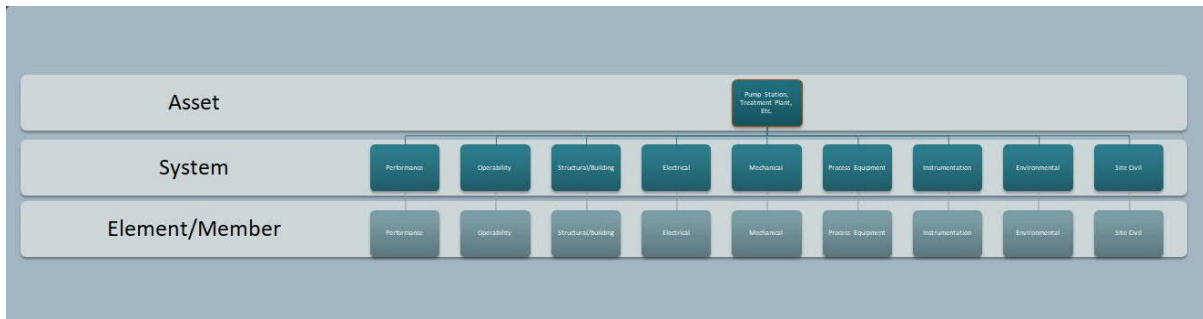 Asset
Pump Station,
Treatment Plant,
Etc.
System
Performance
Operability
Structural/Building
Electrical
Mechanical
Process Equipment
Instrumentation
Environmental
Site Civil
Element/Member
Performance
Operability
Structural/Building
Electrical
Mechanical
Process Equipment
Instrumentation
Environmental
Site Civil